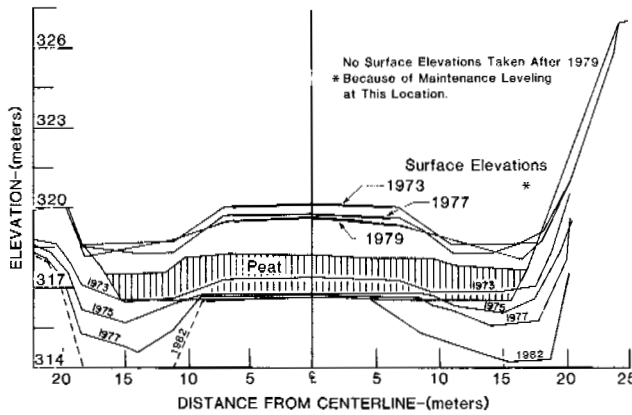 326
No Surface Elevations Taken After 1979
* Because of Maintenance Leveling
at This Location.
323
ELEVATION-(meters)
Surface Elevations
*
320
1973
1977
1979
Peat
317
1973
1973
1975
1975
1977
1977
1982
1982
314
20 15 10 5 ℄ 5 10 15 20 25
DISTANCE FROM CENTERLINE-(meters)